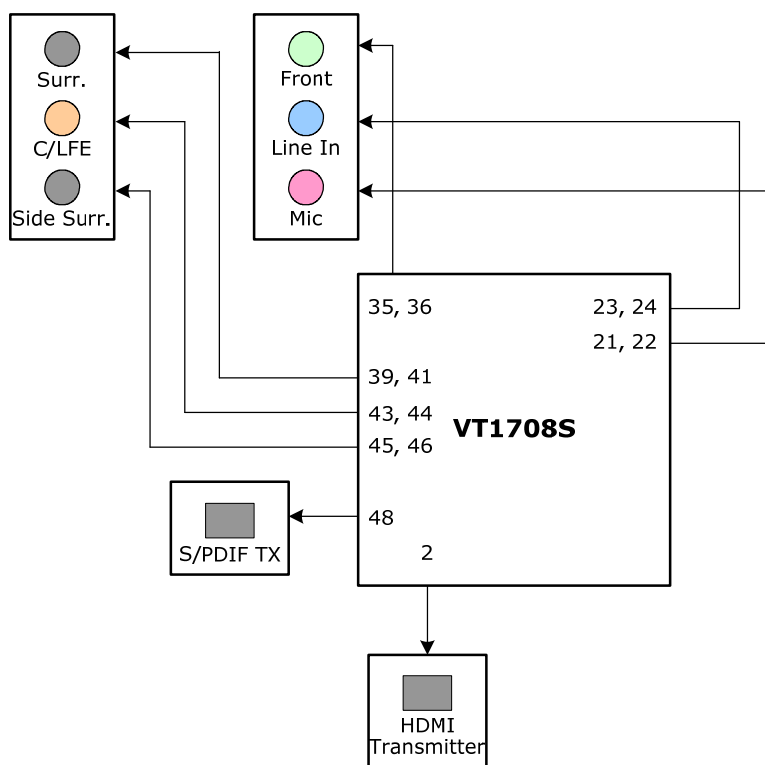 Surr.
C/LFE
Side Surr.
Front
Line In
Mic
35, 36
23, 24
21, 22
39, 41
43, 44
45, 46
VT1708S
48
2
S/PDIF TX
HDMI
Transmitter